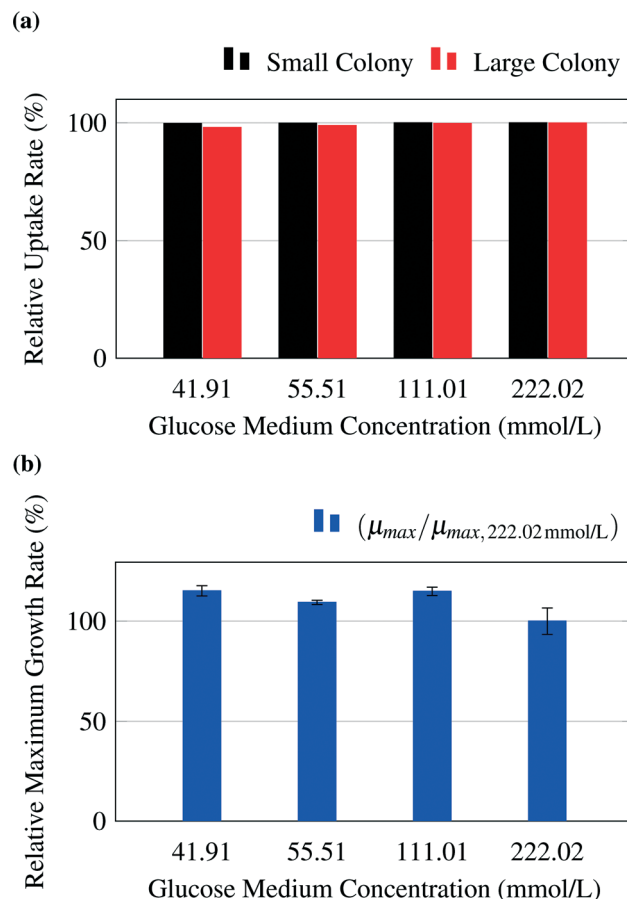 (a)
Small Colony Large Colony
Relative Uptake Rate (%)
100
50
0
41.91 55.51 111.01 222.02
Glucose Medium Concentration (mmol/L)
(b)
(μmax/μmax, 222.02 mmol/L)
Relative Maximum Growth Rate (%)
100
50
0
41.91 55.51 111.01 222.02
Glucose Medium Concentration (mmol/L)